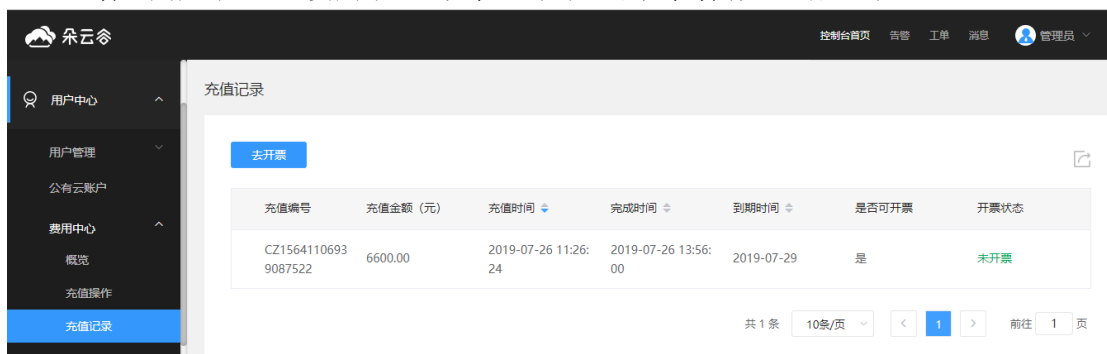 朵云谷
控制台首页 告警 工单 消息 管理员
用户中心
用户管理
公有云账户
费用中心
概览
充值操作
充值记录
充值记录
去开票
充值编号 充值金额（元） 充值时间 完成时间 到期时间 是否可开票 开票状态
CZ1564110693 6600.00 2019-07-26 11:26: 2019-07-26 13:56: 2019-07-29 是 未开票
9087522 24 00
共 1 条 10条/页 1 前往 1 页